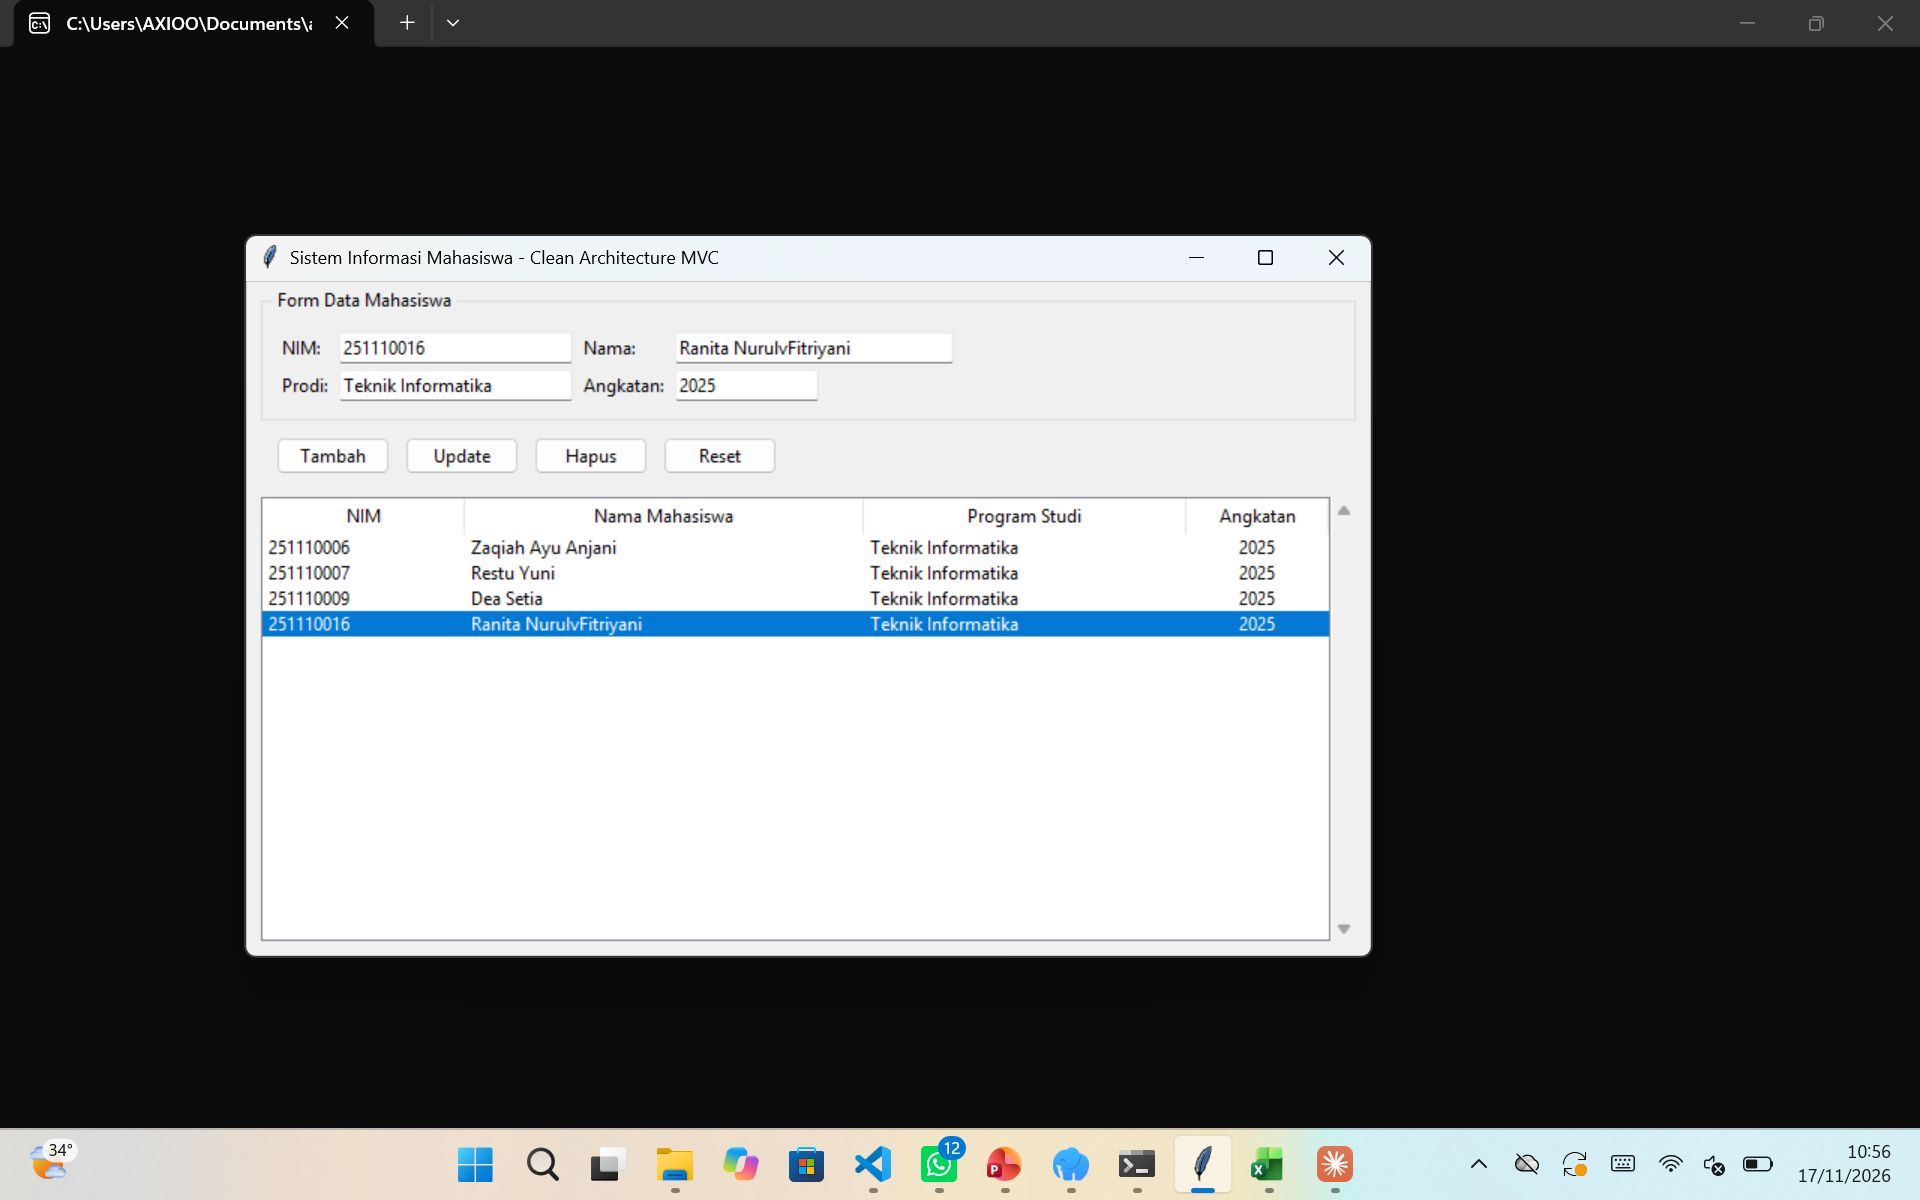 C:\Users\AXIOO\Documents\
Sistem Informasi Mahasiswa - Clean Architecture MVC
Form Data Mahasiswa
NIM: 251110016 Nama: Ranita NurulvFitriyani
Prodi: Teknik Informatika Angkatan: 2025
Tambah Update Hapus Reset
NIM Nama Mahasiswa Program Studi Angkatan
251110006 Zaqiah Ayu Anjani Teknik Informatika 2025
251110007 Restu Yuni Teknik Informatika 2025
251110009 Dea Setia Teknik Informatika 2025
251110016 Ranita NurulvFitriyani Teknik Informatika 2025
34°
12
10:56
17/11/2026